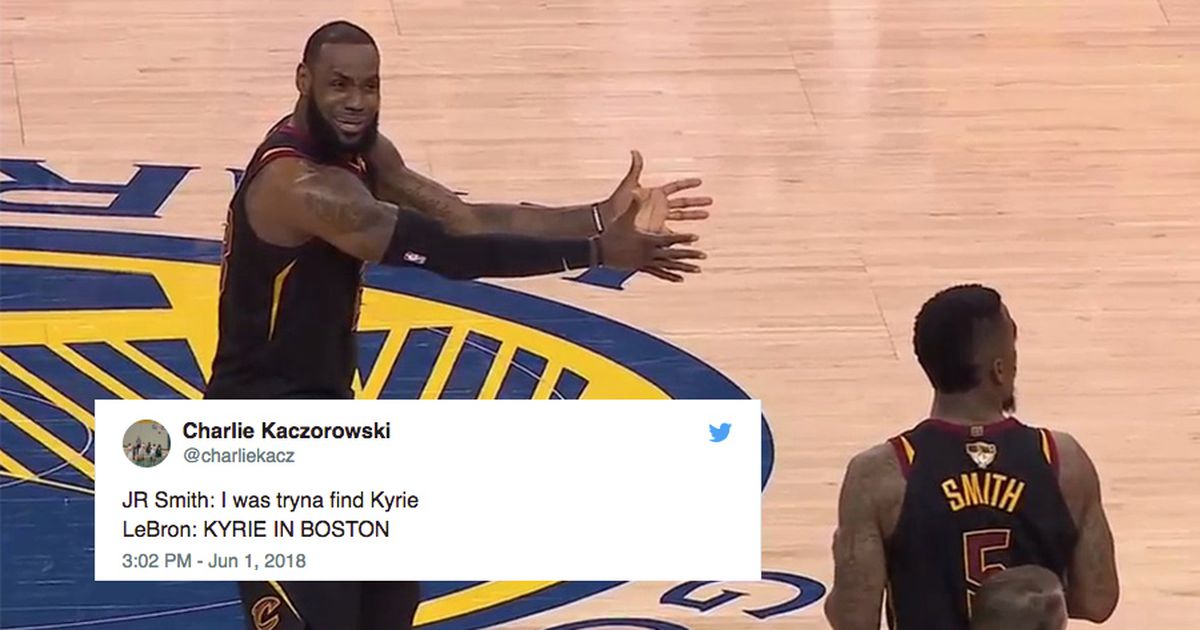 Charlie Kaczorowski
@charliekacz
JR Smith: I was tryna find Kyrie
LeBron: KYRIE IN BOSTON
3:02 PM - Jun 1, 2018
SMITH
5